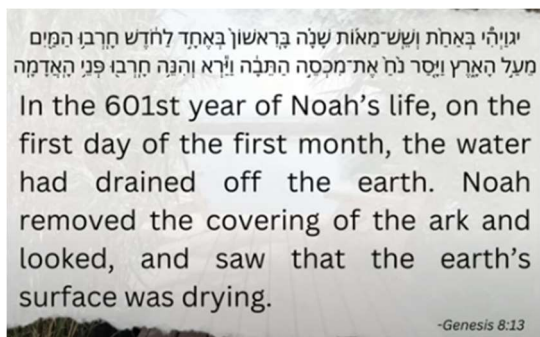 יגוַיְהִ֠י בְּאַחַ֨ת וְשֵׁשׁ־מֵא֜וֹת שָׁנָ֗ה בָּֽרִאשׁוֹן֙ בְּאֶחָ֣ד לַחֹ֔דֶשׁ חָֽרְב֥וּ הַמַּ֖יִם
מֵעַ֣ל הָאָ֑רֶץ וַיָּ֤סַר נֹ֙חַ֙ אֶת־מִכְסֵ֣ה הַתֵּבָ֔ה וַיַּ֕רְא וְהִנֵּ֥ה חָֽרְב֖וּ פְּנֵ֥י הָֽאֲדָמָֽה
In the 601st year of Noah’s life, on the
first day of the first month, the water
had drained off the earth. Noah
removed the covering of the ark and
looked, and saw that the earth’s
surface was drying.
-Genesis 8:13